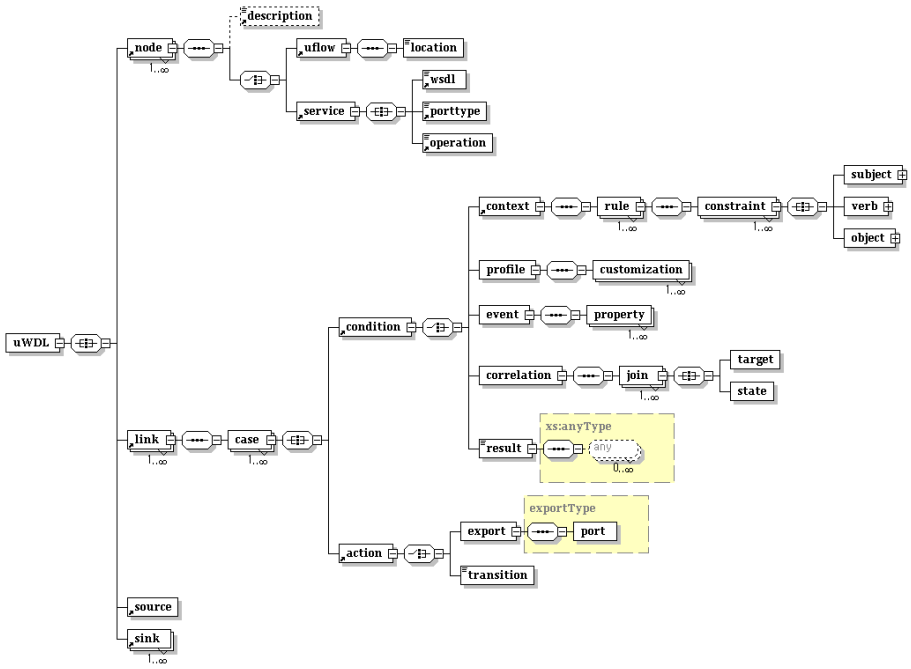 description
node
1..∞
uflow
location
wsdl
service
porttype
operation
subject
context
rule
1..∞
constraint
1..∞
verb
object
profile
customization
1..∞
event
property
1..∞
condition
uWDL
correlation
join
1..∞
target
state
xs:anyType
link
1..∞
case
1..∞
result
any
0..∞
exportType
export
port
action
transition
source
sink
1..∞